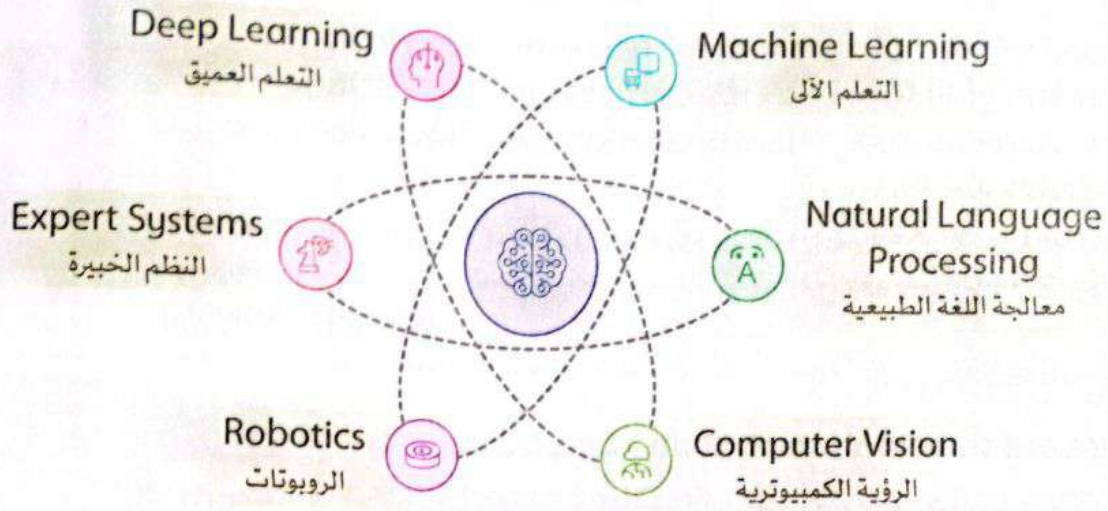 Deep Learning
التعلم العميق
Machine Learning
التعلم الآلى
Expert Systems
النظم الخبيرة
Natural Language
Processing
معالجة اللغة الطبيعية
A
Robotics
الروبوتات
Computer Vision
الرؤية الكمبيوترية